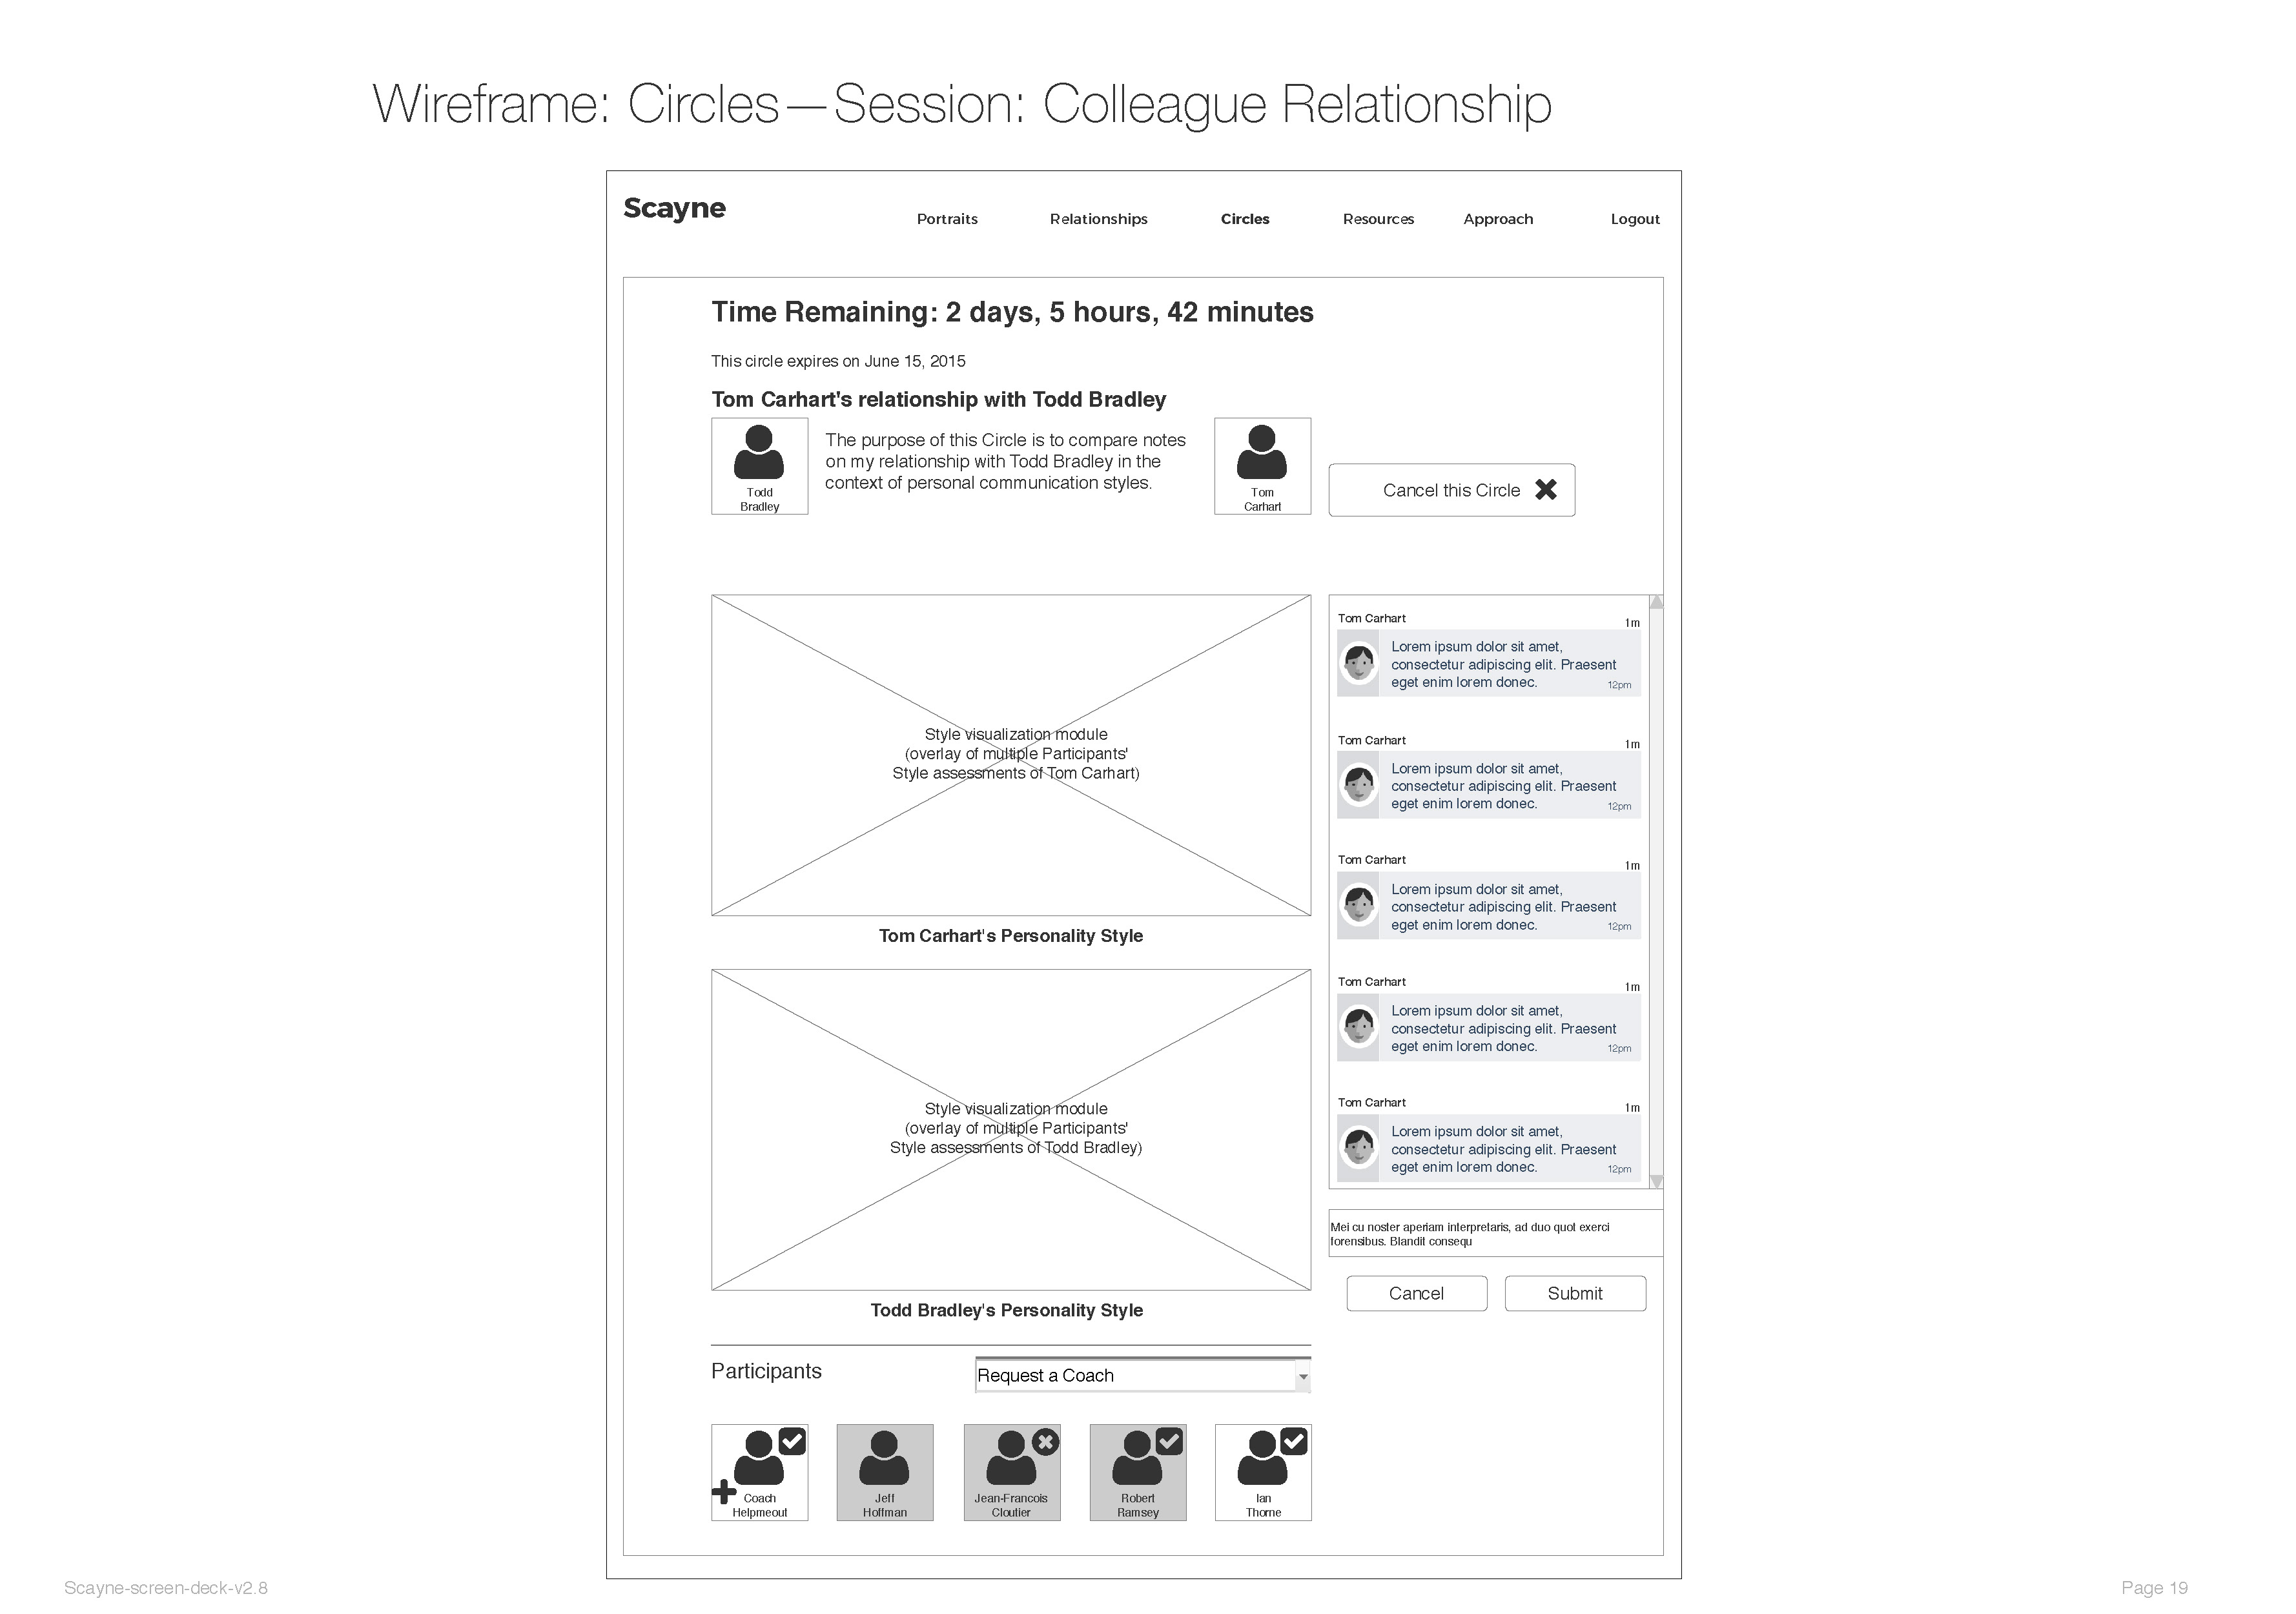 Wireframe: Circles—Session: Colleague Relationship
Scayne
Portraits
Relationships
Circles
Resources
Approach
Logout
Time Remaining: 2 days, 5 hours, 42 minutes
This circle expires on June 15, 2015
Tom Carhart's relationship with Todd Bradley
Todd
Bradley
The purpose of this Circle is to compare notes
on my relationship with Todd Bradley in the
context of personal communication styles.
Tom
Carhart
Cancel this Circle
Style visualization module
(overlay of multiple Participants'
Style assessments of Tom Carhart)
Tom Carhart's Personality Style
Style visualization module
(overlay of multiple Participants'
Style assessments of Todd Bradley)
Todd Bradley's Personality Style
Tom Carhart
1m
Lorem ipsum dolor sit amet,
consectetur adipiscing elit. Praesent
eget enim lorem donec.
12pm
Tom Carhart
1m
Lorem ipsum dolor sit amet,
consectetur adipiscing elit. Praesent
eget enim lorem donec.
12pm
Tom Carhart
1m
Lorem ipsum dolor sit amet,
consectetur adipiscing elit. Praesent
eget enim lorem donec.
12pm
Tom Carhart
1m
Lorem ipsum dolor sit amet,
consectetur adipiscing elit. Praesent
eget enim lorem donec.
12pm
Tom Carhart
1m
Lorem ipsum dolor sit amet,
consectetur adipiscing elit. Praesent
eget enim lorem donec.
12pm
Mei cu noster aperiam interpretaris, ad duo quot exerci
forensibus. Blandit consequ
Cancel
Submit
Participants
Request a Coach
Coach
Helpmeout
Jeff
Hoffman
Jean-Francois
Cloutier
Robert
Ramsey
Ian
Thorne
Scayne-screen-deck-v2.8
Page 19